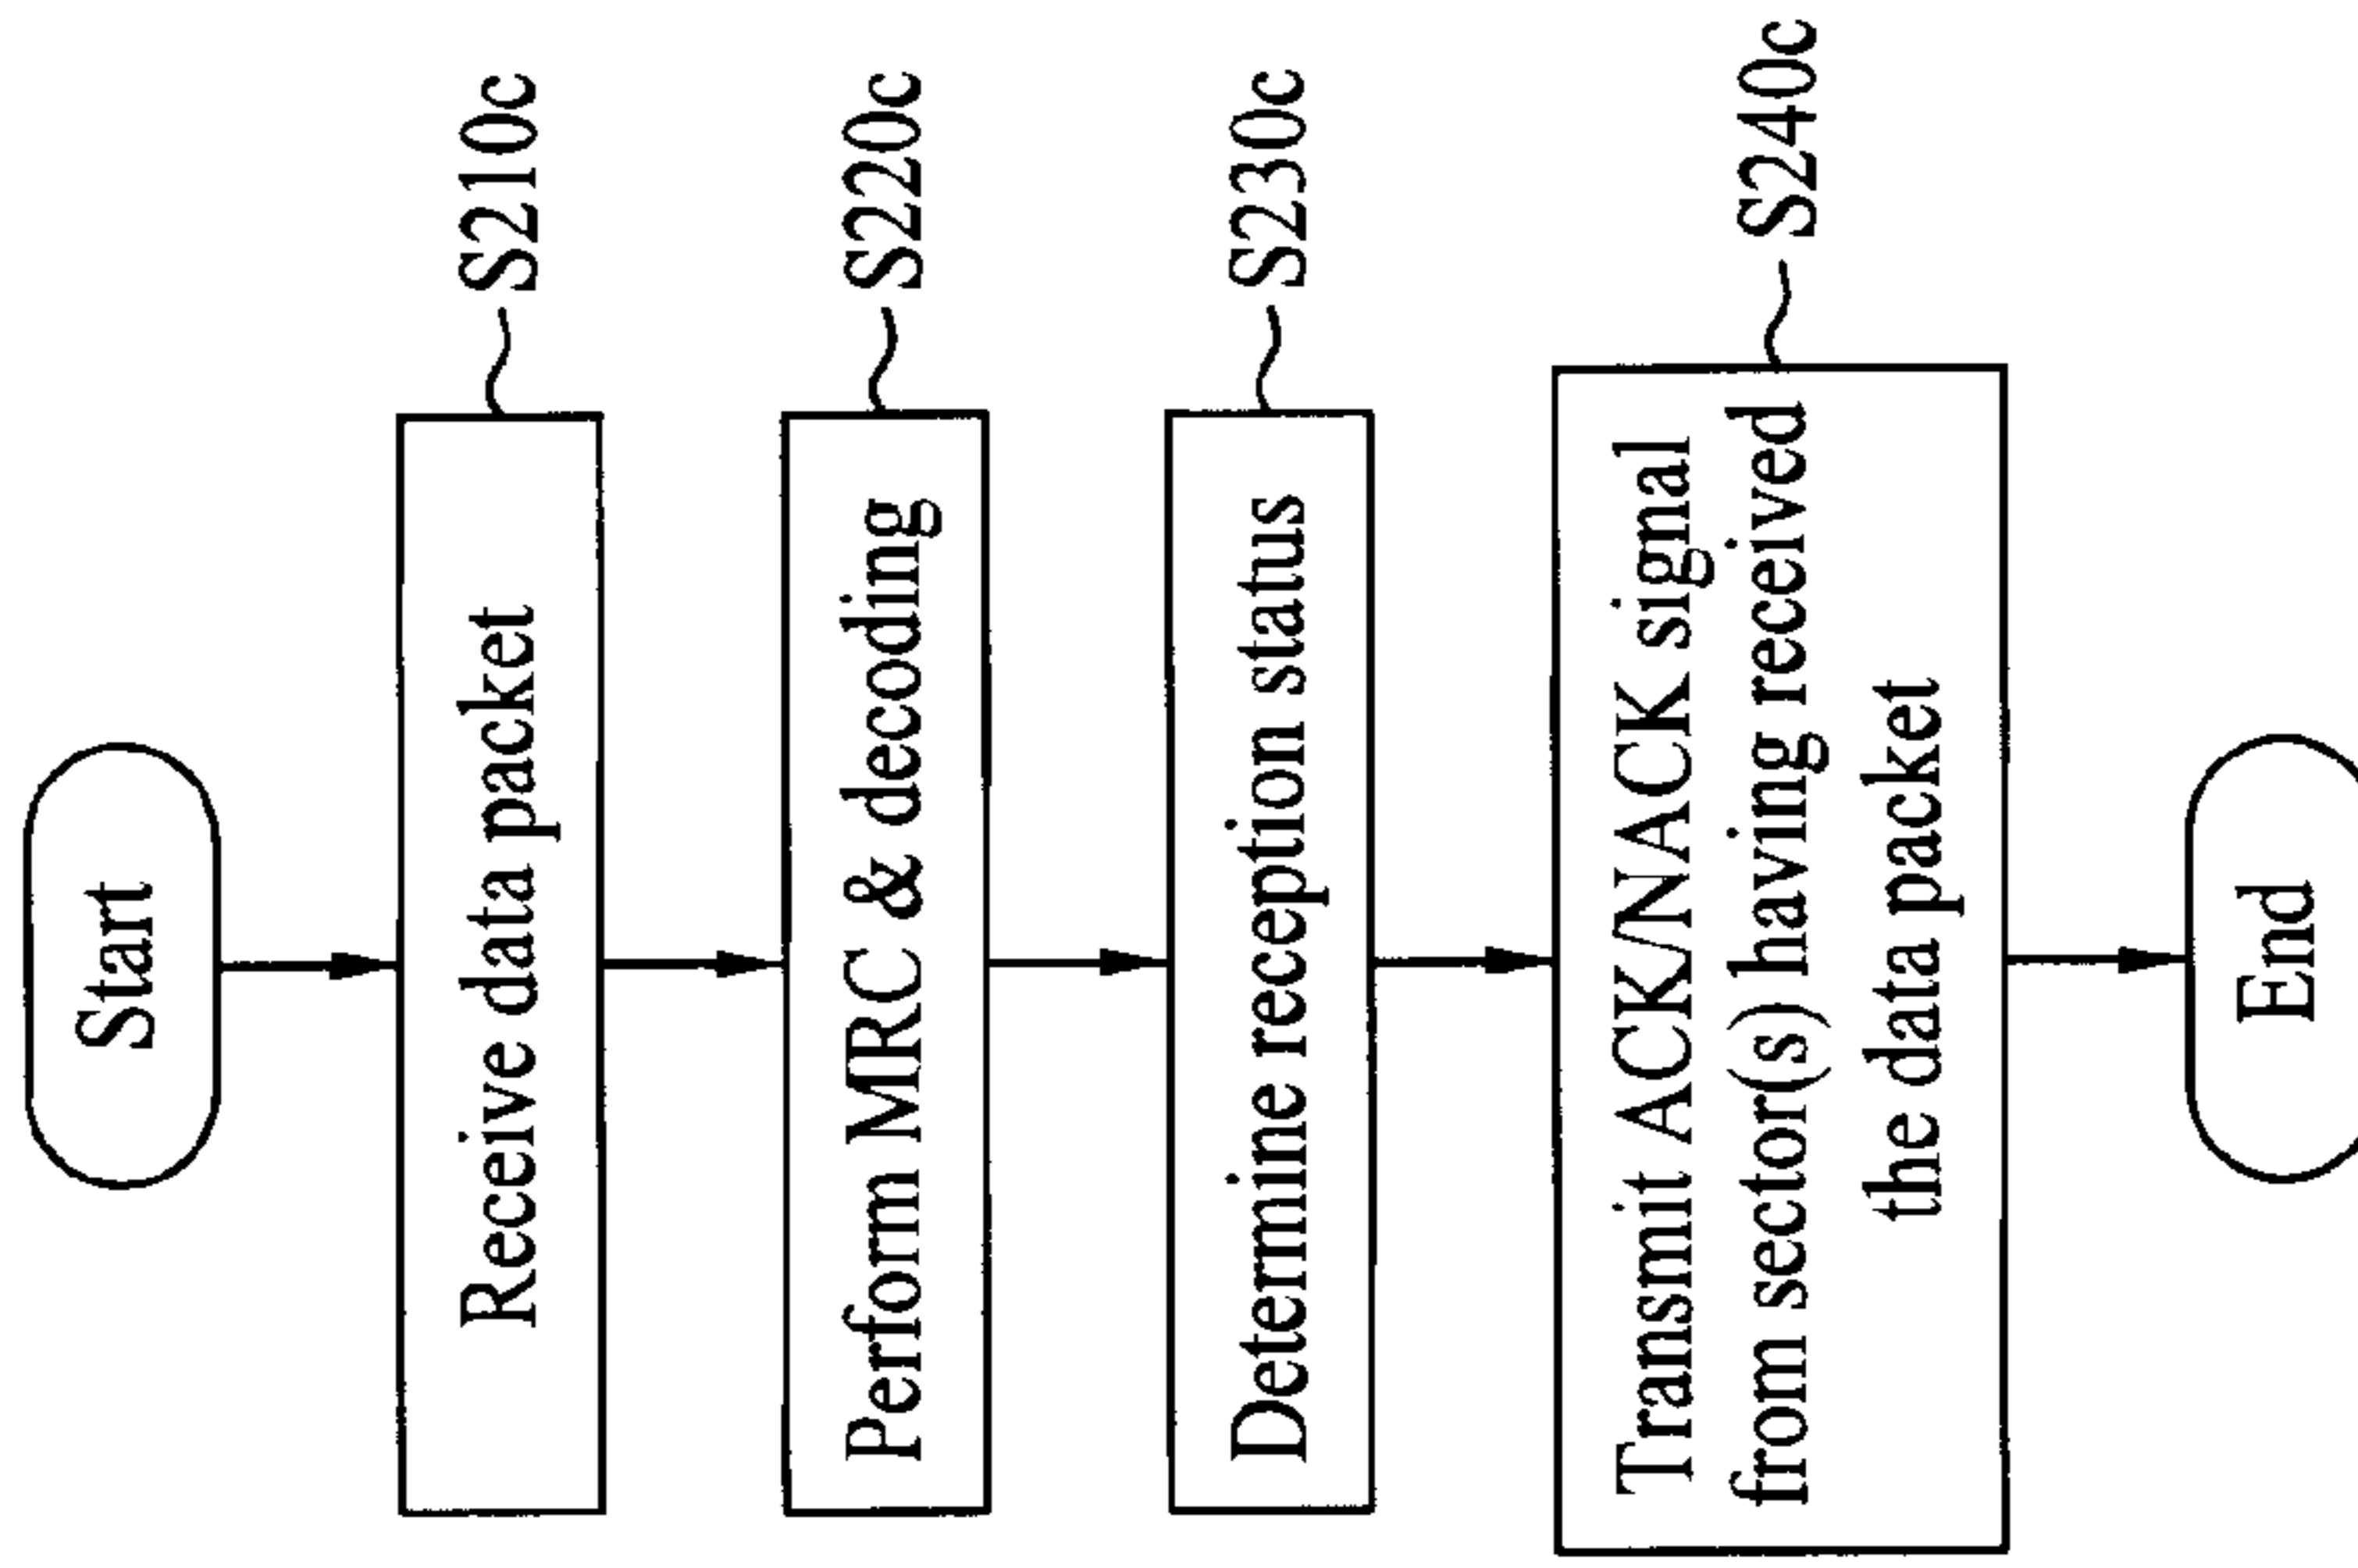 Start
Receive data packet
S210c
Perform MRC & decoding
S220c
Determine reception status
S230c
Transmit ACK/NACK signal
from sector(s) having received
the data packet
S240c
End